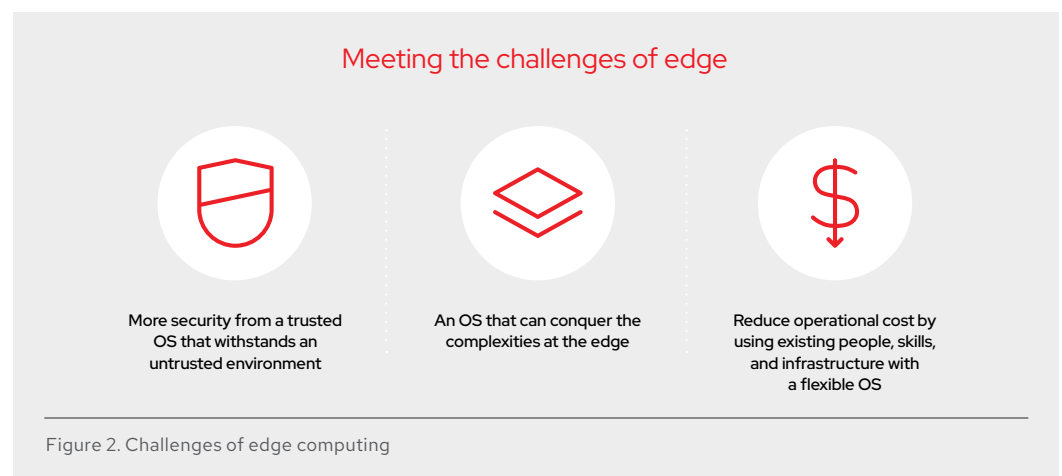 Meeting the challenges of edge
More security from a trusted
OS that withstands an
untrusted environment
An OS that can conquer the
complexities at the edge
Reduce operational cost by
using existing people, skills,
and infrastructure with
a flexible OS
Figure 2. Challenges of edge computing